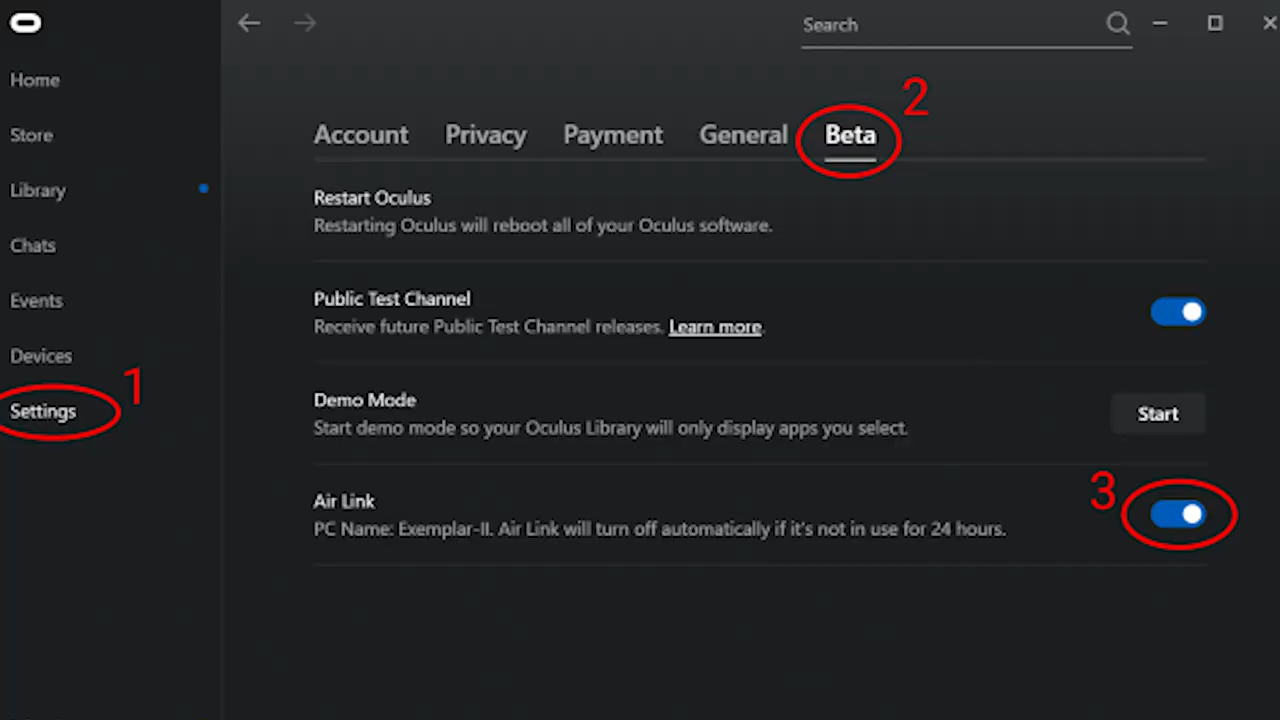 Search
Home
Store
Library
Chats
Events
Devices
Settings
1
Account Privacy Payment General Beta
2
Restart Oculus
Restarting Oculus will reboot all of your Oculus software.
Public Test Channel
Receive future Public Test Channel releases. Learn more.
Demo Mode
Start demo mode so your Oculus Library will only display apps you select.
Start
Air Link
PC Name: Exemplar-II. Air Link will turn off automatically if it's not in use for 24 hours.
3